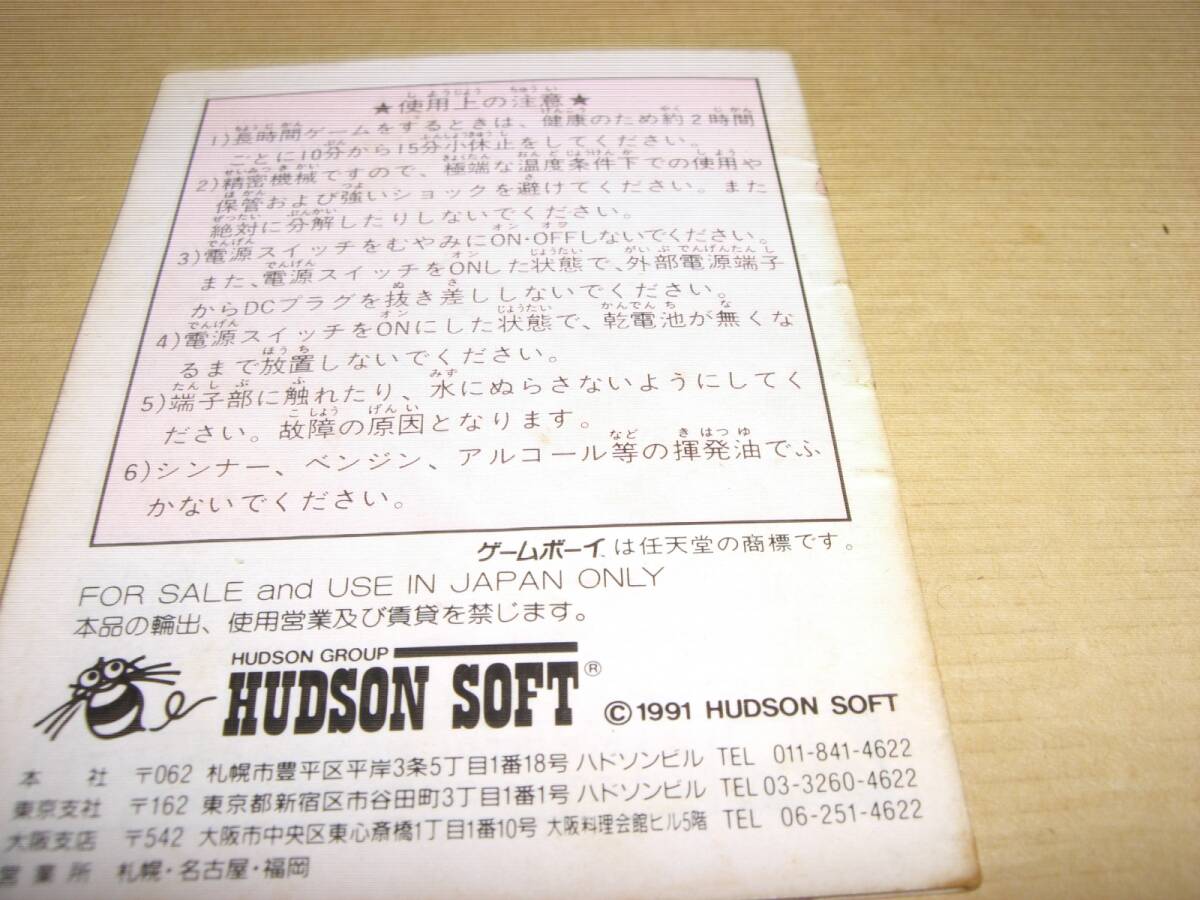 ★使用上の注意★
1)長時間ゲームをするときは、健康のため約2時間
ごとに10分から15分小休止をしてください。
2)精密機械ですので、極端な温度条件下での使用や
保管および強いショックを避けてください。また
絶対に分解したりしないでください。
3)電源スイッチをむやみにON・OFFしないでください。
また、電源スイッチをONした状態で、外部電源端子
からDCプラグを抜き差ししないでください。
4)電源スイッチをONにした状態で、乾電池が無くな
るまで放置しないでください。
5)端子部に触れたり、水にぬらさないようにしてく
ださい。故障の原因となります。
6)シンナー、ベンジン、アルコール等の揮発油でふ
かないでください。
ゲームボーイは任天堂の商標です。
FOR SALE and USE IN JAPAN ONLY
本品の輸出、使用営業及び賃貸を禁じます。
HUDSON GROUP
HUDSON SOFT®
©1991 HUDSON SOFT
本社 〒062 札幌市豊平区平岸3条5丁目1番18号 ハドソンビル TEL 011-841-4622
東京支社 〒162 東京都新宿区市谷田町3丁目1番1号 ハドソンビル TEL 03-3260-4622
大阪支店 〒542 大阪市中央区東心斎橋1丁目1番10号 大阪料理会館ビル5階 TEL 06-251-4622
営業所 札幌・名古屋・福岡